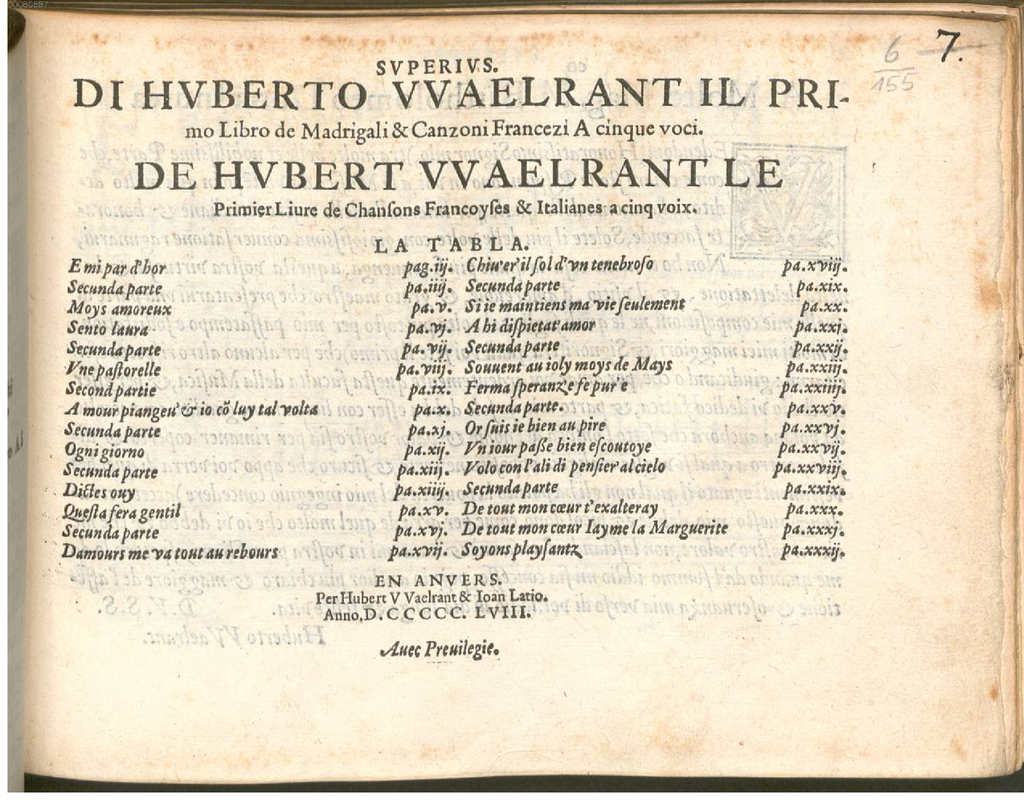 00080887
7.
6
155
SVPERIVS.
DI HVBERTO VVAELRANT IL PRI-
mo Libro de Madrigali & Canzoni Francezi A cinque voci.
DE HVBERT VVAELRANT LE
Primier Liure de Chanſons Francoyſes & Italianes a cinq voix.
LA TABLA.
E mi par d'hor pag.iij.
Secunda parte pa.iiij.
Moys amoreux pa.v.
Sento laura pa.vj.
Secunda parte pa.vij.
Vne paſtorelle pa.viij.
Second partie pa.ix.
A mour piangeu' & io cō luy tal volta pa.x.
Secunda parte pa.xj.
Ogni giorno pa.xij.
Secunda parte pa.xiij.
Dictes ouy pa.xiiij.
Queſta fera gentil pa.xv.
Secunda parte pa.xvj.
Damours me va tout au rebours pa.xvij.
Chiu'er' il ſol d'vn tenebroſo pa.xviij.
Secunda parte pa.xix.
Si ie maintiens ma vie ſeulement pa.xx.
A hi diſpietat' amor pa.xxj.
Secunda parte pa.xxij.
Souuent au ioly moys de Mays pa.xxiij.
Ferma ſperanze ſe pur'e pa.xxiiij.
Secunda parte. pa.xxv.
Or ſuis ie bien au pire pa.xxvj.
Vn iour paſſe bien eſcoutoye pa.xxvij.
Volo con l'ali di penſier al cielo pa.xxviij.
Secunda parte pa.xxix.
De tout mon cœur t'exalteray pa.xxx.
De tout mon cœur Iayme la Marguerite pa.xxxj.
Soyons playſantz pa.xxxij.
EN ANVERS.
Per Hubert V Vaelrant & Ioan Latio.
Anno, D. CCCCC. LVIII.
Auec Preuilegie.